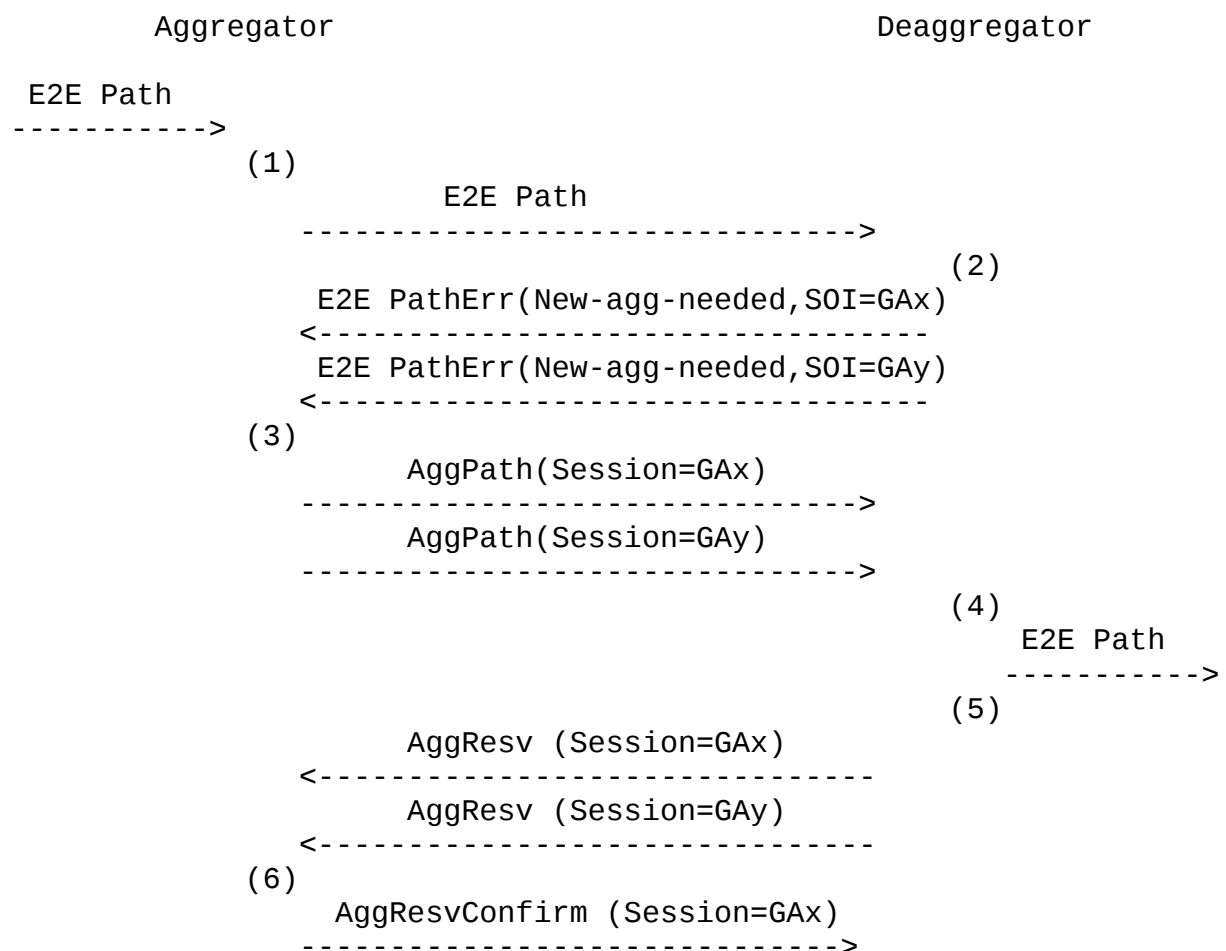 Aggregator Deaggregator
E2E Path
----------->
(1)
E2E Path
------------------------------->
(2)
E2E PathErr(New-agg-needed,SOI=GAx)
<----------------------------------
E2E PathErr(New-agg-needed,SOI=GAy)
<----------------------------------
(3)
AggPath(Session=GAx)
------------------------------->
AggPath(Session=GAy)
------------------------------->
(4)
E2E Path
----------->
(5)
AggResv (Session=GAx)
<-------------------------------
AggResv (Session=GAy)
<-------------------------------
(6)
AggResvConfirm (Session=GAx)
------------------------------>